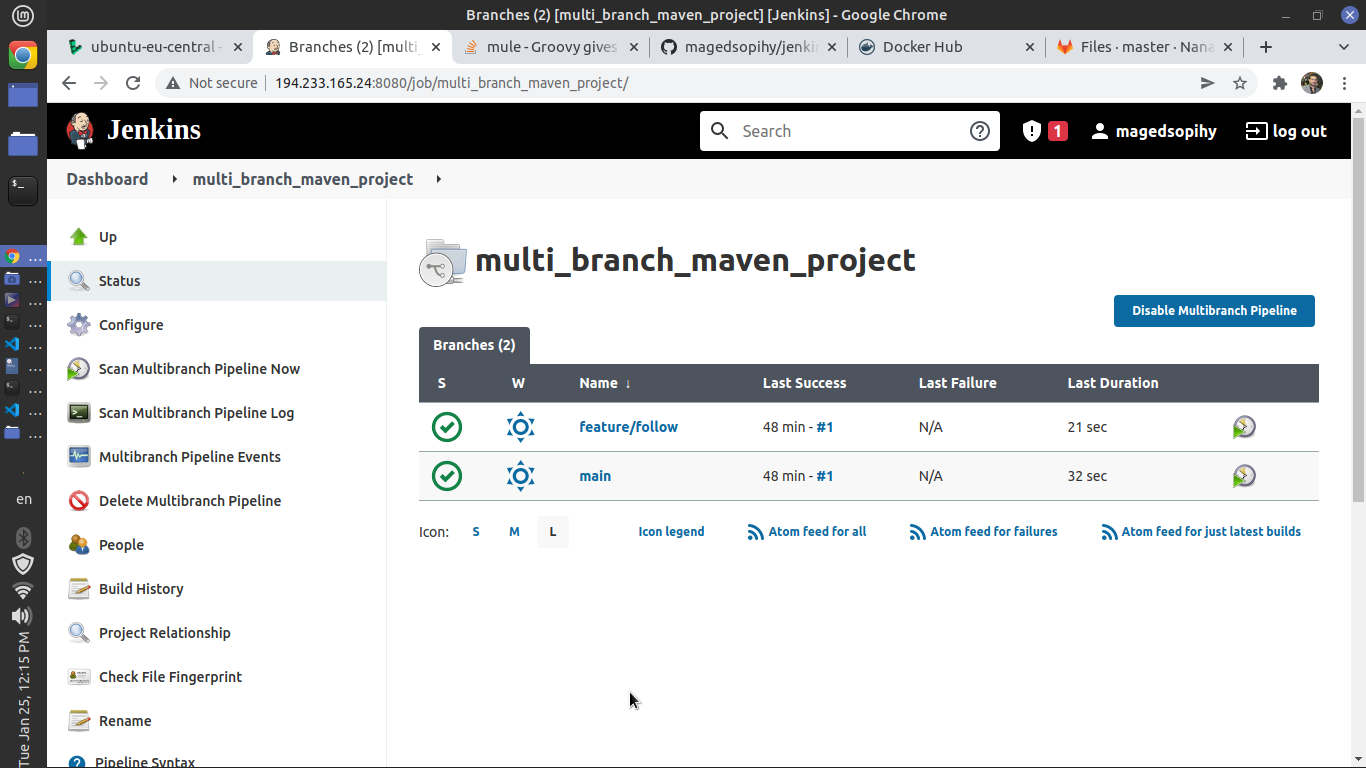 Branches (2) [multi_branch_maven_project] [Jenkins] - Google Chrome
ubuntu-eu-central -
Branches (2) [multi_
mule - Groovy gives
magedsopihy/jenkin
Docker Hub
Files · master · Nana
Not secure
194.233.165.24:8080/job/multi_branch_maven_project/
Jenkins
Search
1
magedsopihy
log out
Dashboard
multi_branch_maven_project
Up
Status
Configure
Scan Multibranch Pipeline Now
Scan Multibranch Pipeline Log
Multibranch Pipeline Events
Delete Multibranch Pipeline
People
Build History
Project Relationship
Check File Fingerprint
Rename
Pipeline Syntax
multi_branch_maven_project
Disable Multibranch Pipeline
Branches (2)
S W Name ↓ Last Success Last Failure Last Duration
feature/follow 48 min - #1 N/A 21 sec
main 48 min - #1 N/A 32 sec
Icon: S M L Icon legend Atom feed for all Atom feed for failures Atom feed for just latest builds
en
Tue Jan 25, 12:15 PM